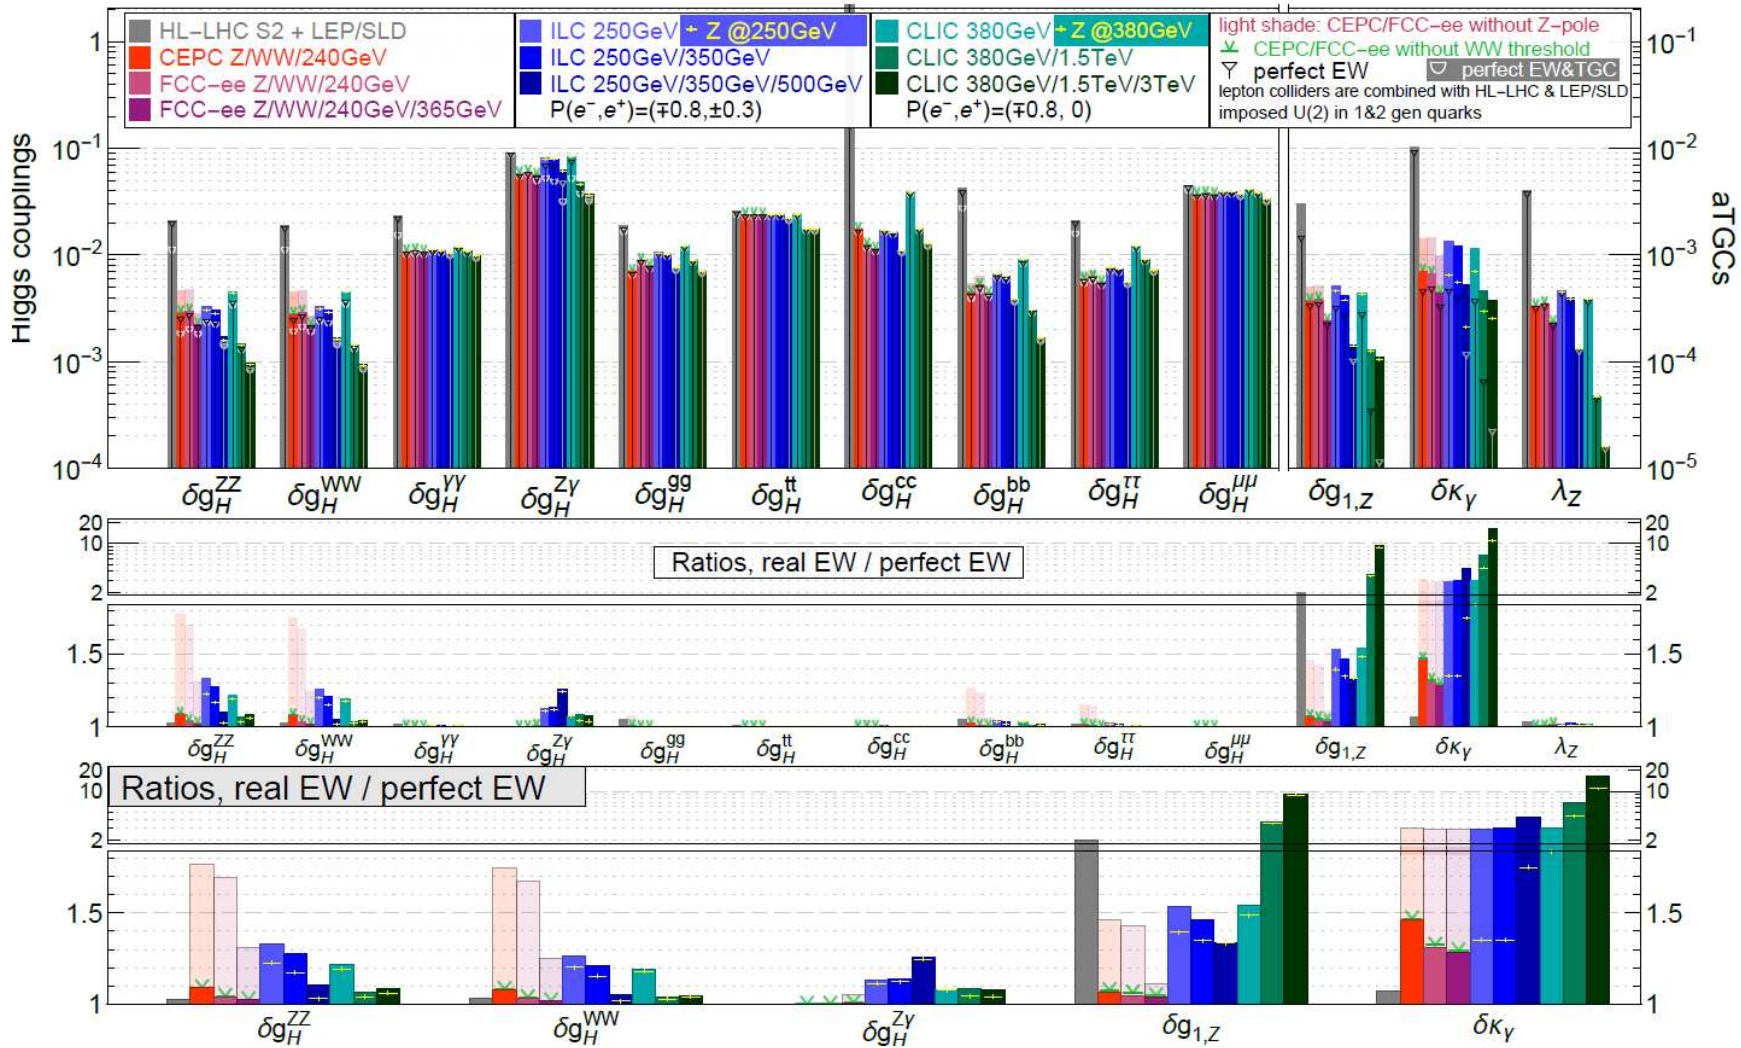 HL−LHC S2 + LEP/SLD
CEPC Z/WW/240GeV
FCC−ee Z/WW/240GeV
FCC−ee Z/WW/240GeV/365GeV
ILC 250GeV Z @250GeV
ILC 250GeV/350GeV
ILC 250GeV/350GeV/500GeV
P(e⁻,e⁺)=(∓0.8,±0.3)
CLIC 380GeV Z @380GeV
CLIC 380GeV/1.5TeV
CLIC 380GeV/1.5TeV/3TeV
P(e⁻,e⁺)=(∓0.8, 0)
light shade: CEPC/FCC−ee without Z−pole
CEPC/FCC−ee without WW threshold
perfect EW perfect EW&TGC
lepton colliders are combined with HL−LHC & LEP/SLD
imposed U(2) in 1&2 gen quarks
Higgs couplings
1
10⁻¹
10⁻²
10⁻³
10⁻⁴
aTGCs
10⁻¹
10⁻²
10⁻³
10⁻⁴
10⁻⁵
δg_H^ZZ δg_H^WW δg_H^γγ δg_H^Zγ δg_H^gg δg_H^tt δg_H^cc δg_H^bb δg_H^ττ δg_H^μμ δg_1,Z δκ_γ λ_Z
Ratios, real EW / perfect EW
20 20
10 10
2 2
1.5 1.5
1 1
δg_H^ZZ δg_H^WW δg_H^γγ δg_H^Zγ δg_H^gg δg_H^tt δg_H^cc δg_H^bb δg_H^ττ δg_H^μμ δg_1,Z δκ_γ λ_Z
Ratios, real EW / perfect EW
20 20
10 10
2 2
1.5 1.5
1 1
δg_H^ZZ δg_H^WW δg_H^Zγ δg_1,Z δκ_γ